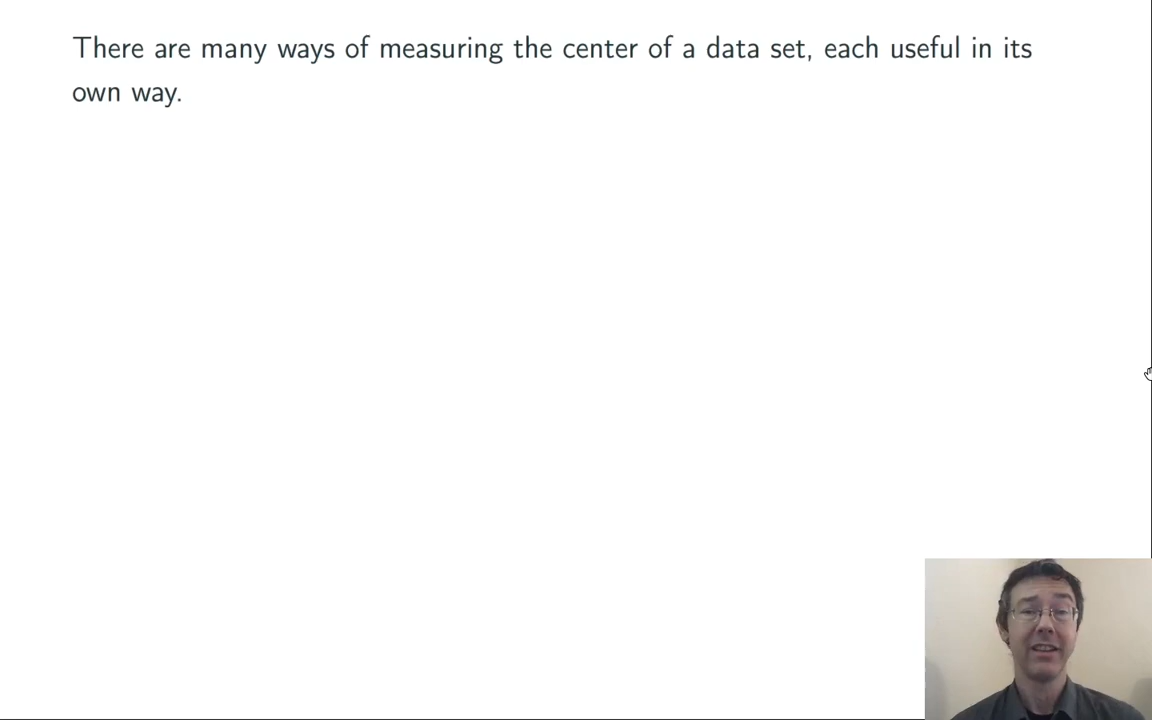 There are many ways of measuring the center of a data set, each useful in its
own way.